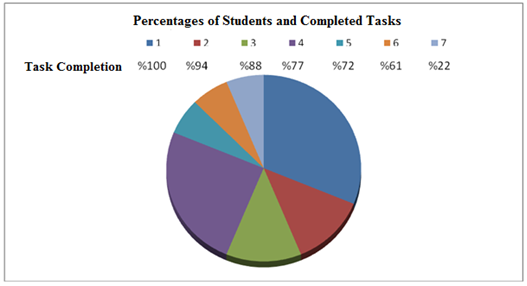 Percentages of Students and Completed Tasks
1 2 3 4 5 6 7
Task Completion %100 %94 %88 %77 %72 %61 %22